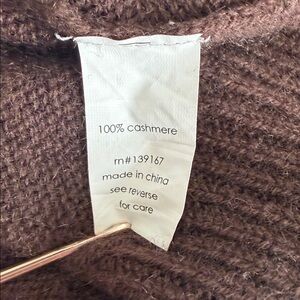 100% cashmere
rn#139167
made in china
see reverse
for care